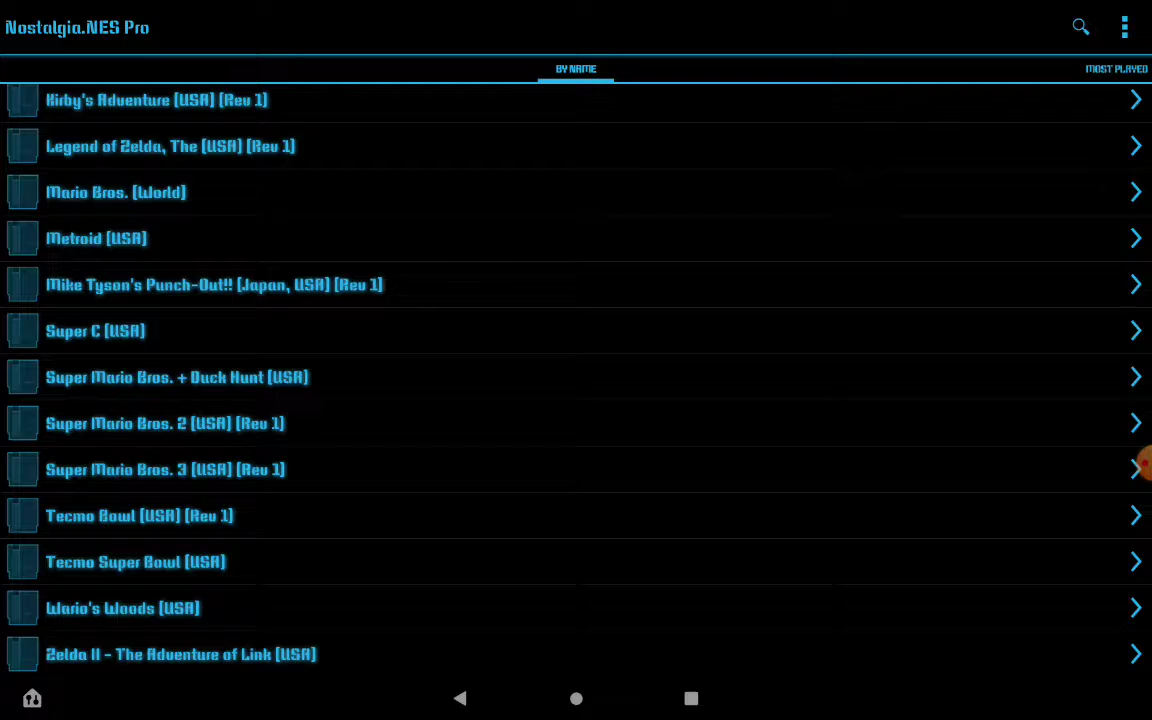 Nostalgia.NES Pro
BY NAME
MOST PLAYED
Kirby's Adventure [USA] [Rev 1]
Legend of Zelda, The [USA] [Rev 1]
Mario Bros. [World]
Metroid [USA]
Mike Tyson's Punch-Out!! [Japan, USA] [Rev 1]
Super C [USA]
Super Mario Bros. + Duck Hunt [USA]
Super Mario Bros. 2 [USA] [Rev 1]
Super Mario Bros. 3 [USA] [Rev 1]
Tecmo Bowl [USA] [Rev 1]
Tecmo Super Bowl [USA]
Wario's Woods [USA]
Zelda II - The Adventure of Link [USA]